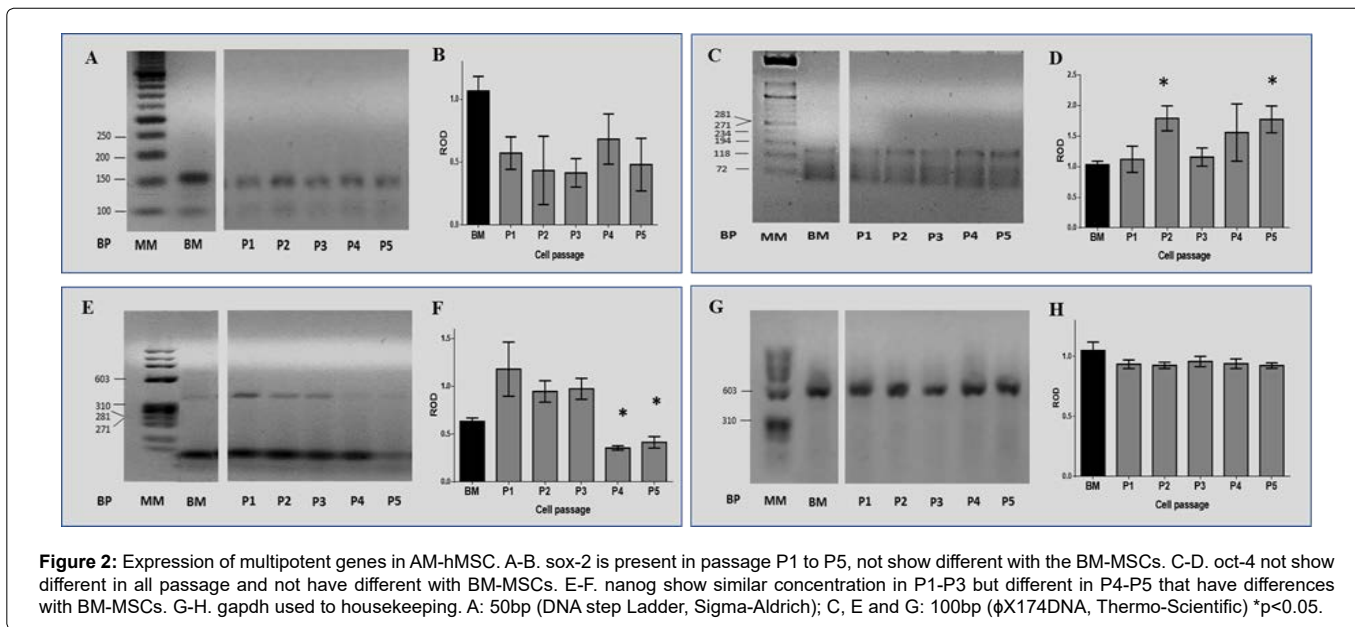 A
250
200
150
100
BP MM BM P1 P2 P3 P4 P5
B
ROD
1.0
0.5
0.0
BM P1 P2 P3 P4 P5
Cell passage
C
281
271
234
194
118
72
BP MM BM P1 P2 P3 P4 P5
D
ROD
2.5
2.0
1.5
1.0
0.5
0.0
* *
BM P1 P2 P3 P4 P5
Cell passage
E
603
310
281
271
BP MM BM P1 P2 P3 P4 P5
F
ROD
1.5
1.0
0.5
0.0
* *
BM P1 P2 P3 P4 P5
Cell passage
G
603
310
BP MM BM P1 P2 P3 P4 P5
H
ROD
1.0
0.5
0.0
BM P1 P2 P3 P4 P5
Cell passage
Figure 2: Expression of multipotent genes in AM-hMSC. A-B. sox-2 is present in passage P1 to P5, not show different with the BM-MSCs. C-D. oct-4 not show
different in all passage and not have different with BM-MSCs. E-F. nanog show similar concentration in P1-P3 but different in P4-P5 that have differences
with BM-MSCs. G-H. gapdh used to housekeeping. A: 50bp (DNA step Ladder, Sigma-Aldrich); C, E and G: 100bp (ϕX174DNA, Thermo-Scientific) *p<0.05.